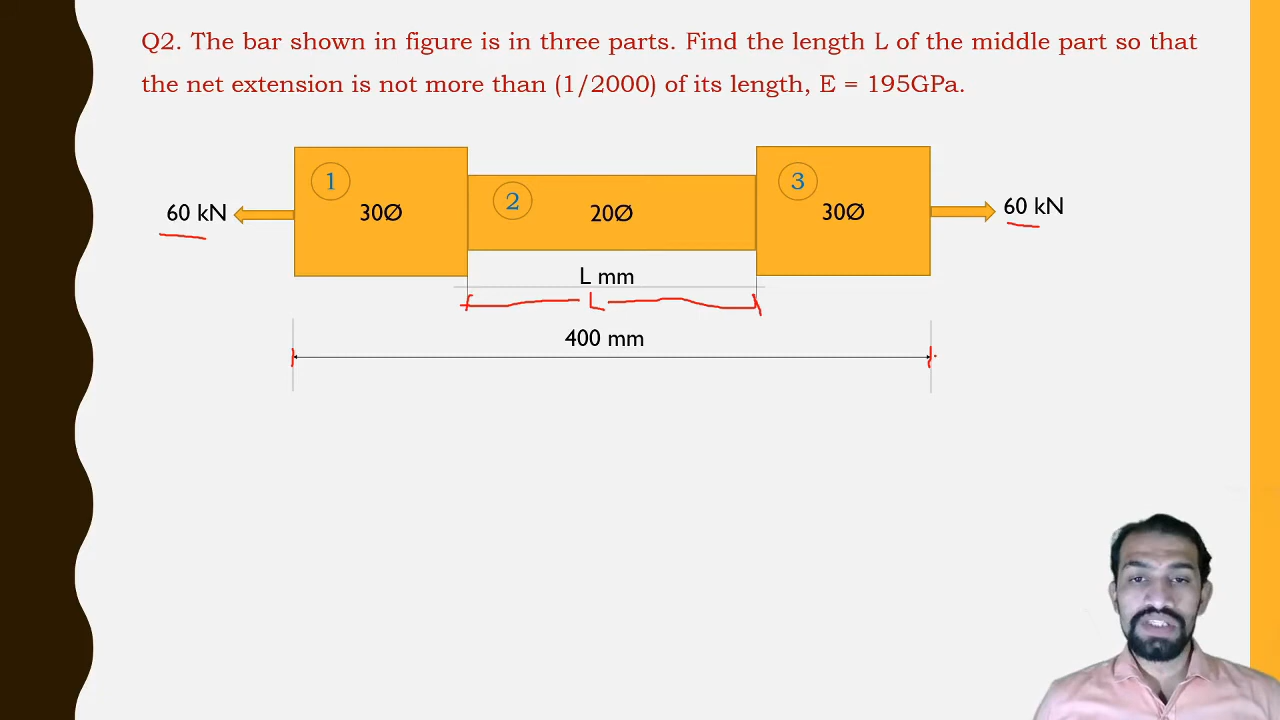 Q2. The bar shown in figure is in three parts. Find the length L of the middle part so that
the net extension is not more than (1/2000) of its length, E = 195GPa.
1
2
3
60 kN
30Ø
20Ø
30Ø
60 kN
L mm
L
400 mm